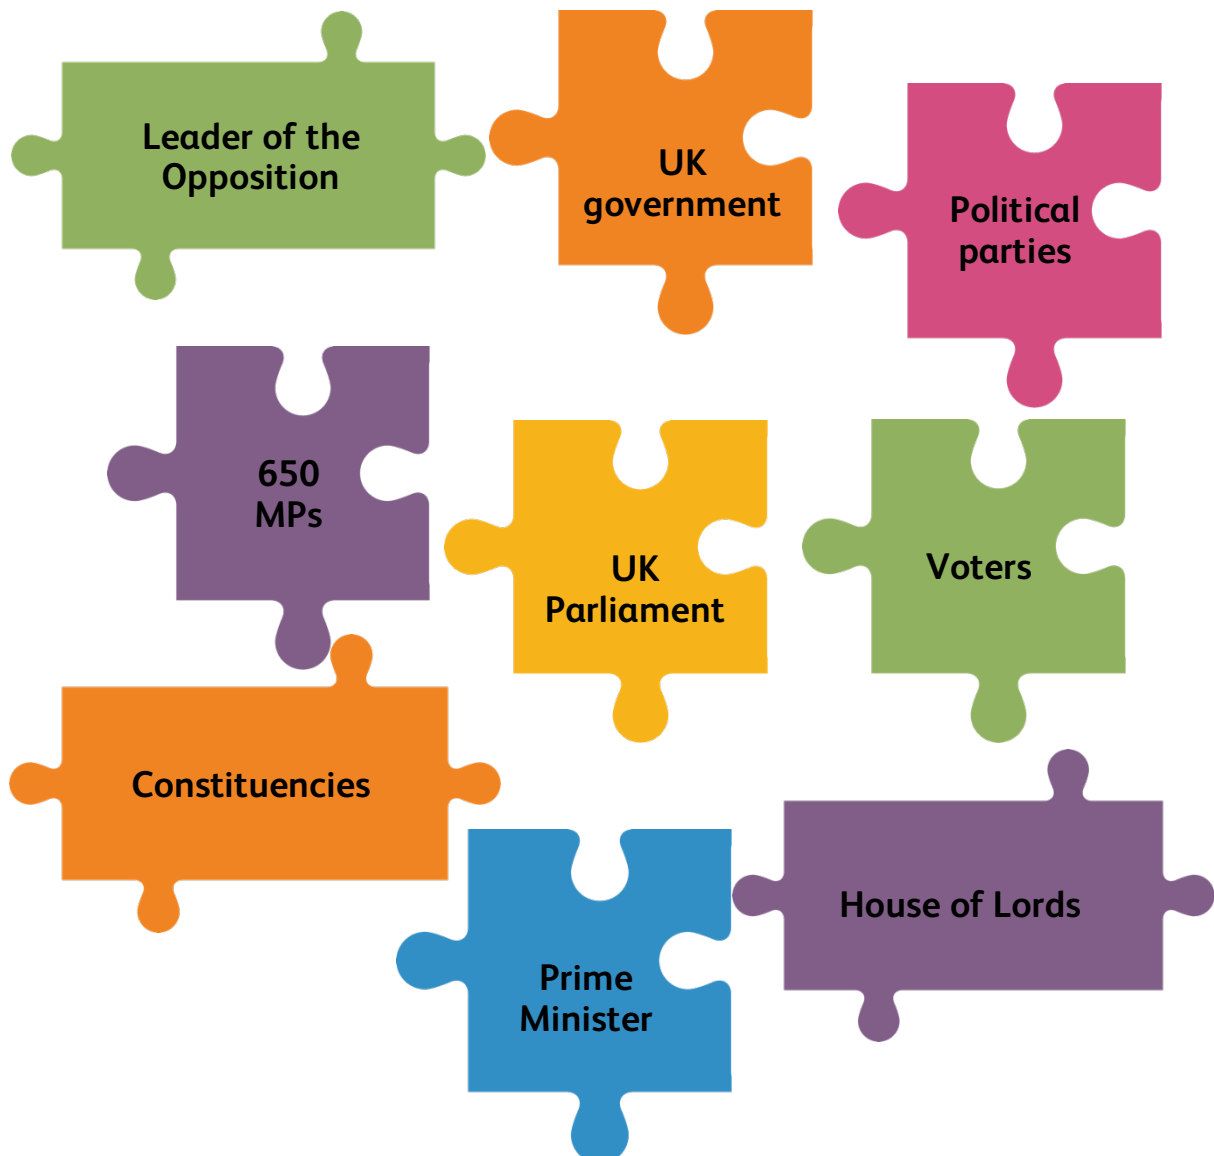 Leader of the
Opposition
UK
government
Political
parties
650
MPs
UK
Parliament
Voters
Constituencies
House of Lords
Prime
Minister